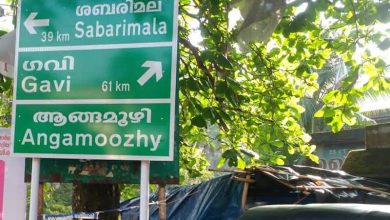 ശബരിമല
← 39 km Sabarimala
ഗവി
Gavi 61 km ↗
ആങ്ങമൂഴി
Angamoozhy